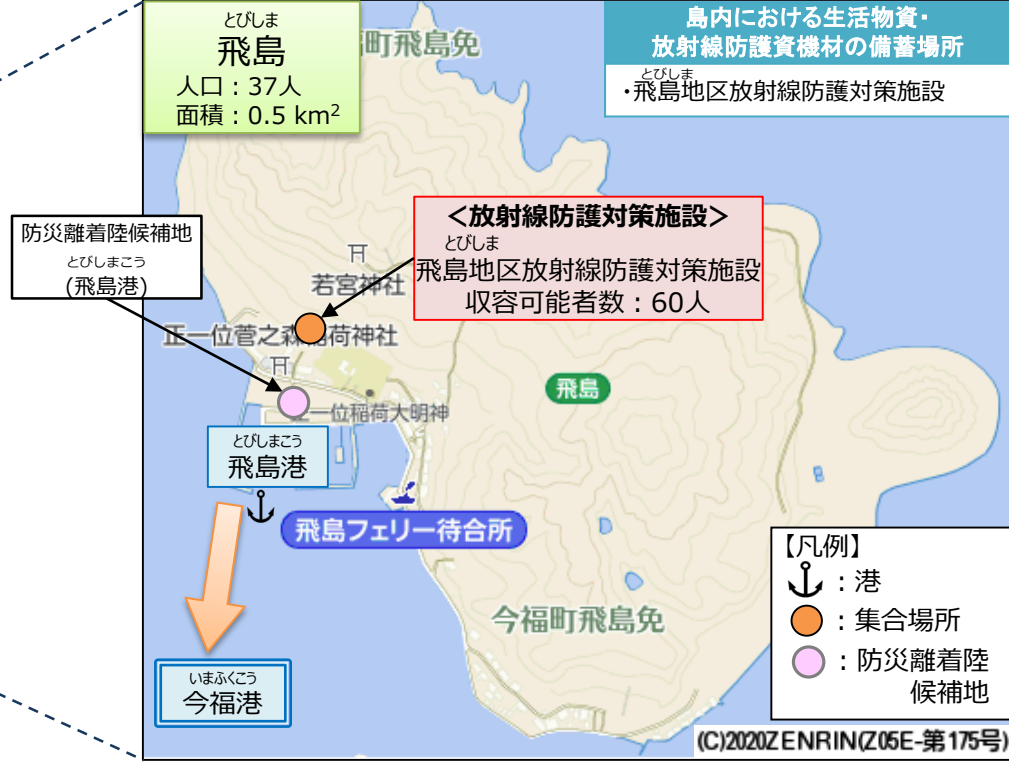 とびしま
飛島
人口：37人
面積：0.5 km²
町飛島免
島内における生活物資・
放射線防護資機材の備蓄場所
とびしま
・飛島地区放射線防護対策施設
防災離着陸候補地
とびしまこう
(飛島港)
＜放射線防護対策施設＞
とびしま
飛島地区放射線防護対策施設
収容可能者数：60人
若宮神社
正一位菅之森稲荷神社
飛島
正一位稲荷大明神
とびしまこう
飛島港
飛島フェリー待合所
今福町飛島免
いまふくこう
今福港
【凡例】
：港
：集合場所
：防災離着陸
候補地
(C)2020ZENRIN(Z05E-第175号)